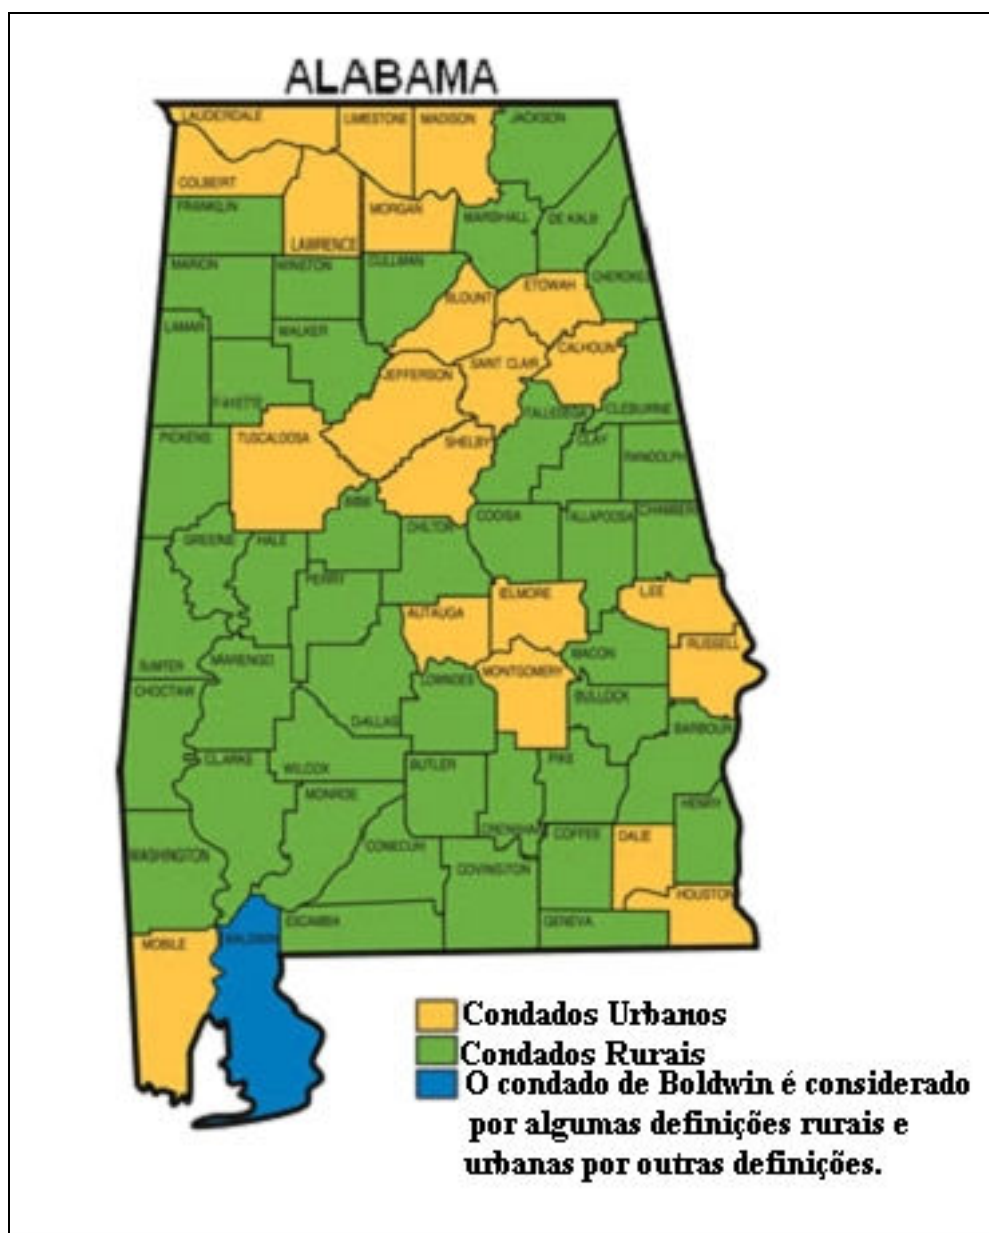 ALABAMA
LAUDERDALE
LIMESTONE
MADISON
JACKSON
COLBERT
FRANKLIN
LAWRENCE
MORGAN
MARSHALL
DE KALB
MARION
WINSTON
CULLMAN
BLOUNT
ETOWAH
CHEROKEE
LAMAR
WALKER
FAYETTE
JEFFERSON
SAINT CLAIR
CALHOUN
TALLEDEGA
CLEBURNE
PICKENS
TUSCALOOSA
SHELBY
CLAY
RANDOLPH
BIBB
CHILTON
COOSA
TALLAPOOSA
CHAMBERS
GREENE
HALE
PERRY
AUTAUGA
ELMORE
LEE
RUSSELL
SUMTER
MARENGO
LOWNDES
MONTGOMERY
MACON
CHOCTAW
DALLAS
BULLOCK
BARBOUR
CLARKE
WILCOX
BUTLER
PIKE
MONROE
CRENSHAW
HENRY
WASHINGTON
CONECUH
COVINGTON
COFFEE
DALE
HOUSTON
MOBILE
BALDWIN
ESCAMBIA
GENEVA
Condados Urbanos
Condados Rurais
O condado de Boldwin é considerado
por algumas definições rurais e
urbanas por outras definições.